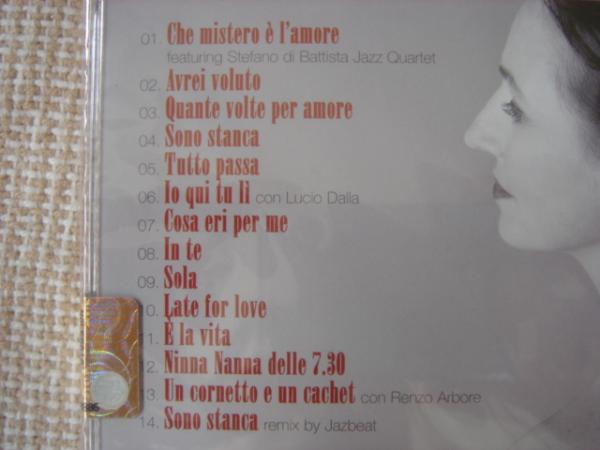 01. Che mistero è l'amore
featuring Stefano di Battista Jazz Quartet
02. Avrei voluto
03. Quante volte per amore
04. Sono stanca
05. Tutto passa
06. Io qui tu lì con Lucio Dalla
07. Cosa eri per me
08. In te
09. Sola
10. Late for love
11. È la vita
12. Ninna Nanna delle 7.30
13. Un cornetto e un cachet con Renzo Arbore
14. Sono stanca remix by Jazbeat